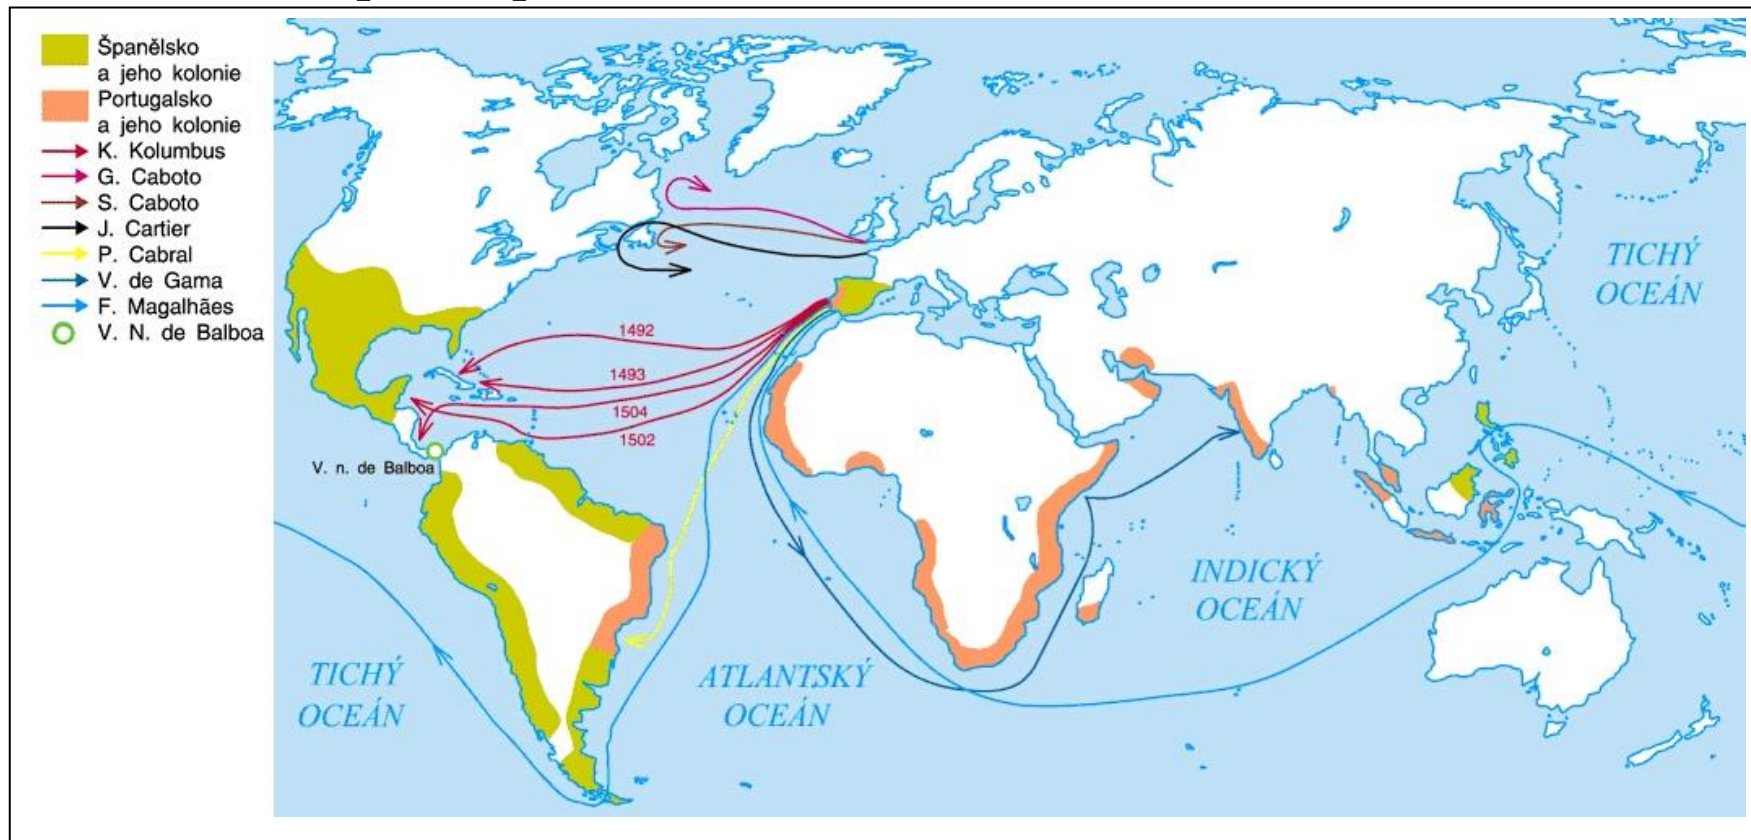 Španělsko
a jeho kolonie
Portugalsko
a jeho kolonie
K. Kolumbus
G. Caboto
S. Caboto
J. Cartier
P. Cabral
V. de Gama
F. Magalhães
V. N. de Balboa
1492
1493
1504
1502
V. n. de Balboa
TICHÝ
OCEÁN
ATLANTSKÝ
OCEÁN
INDICKÝ
OCEÁN
TICHÝ
OCEÁN